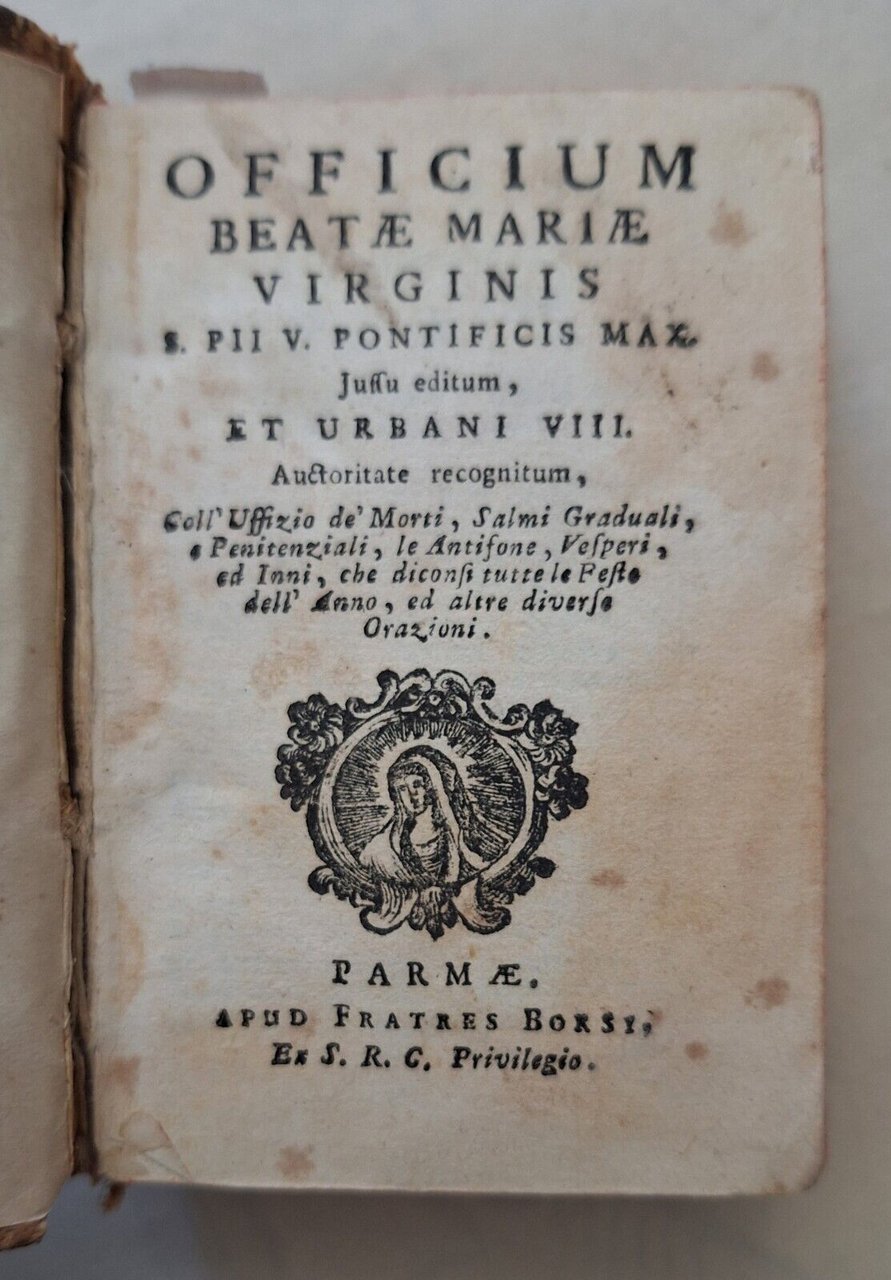 OFFICIUM
BEATÆ MARIÆ
VIRGINIS
S. PII V. PONTIFICIS MAX.
Juſſu editum,
ET URBANI VIII.
Auctoritate recognitum,
Coll' Uffizio de' Morti, Salmi Graduali,
e Penitenziali, le Antifone, Veſperi,
ed Inni, che diconſi tutte le Feſte
dell' Anno, ed altre diverſe
Orazioni.
PARMÆ.
APUD FRATRES BORSI,
Ex S. R. C. Privilegio.